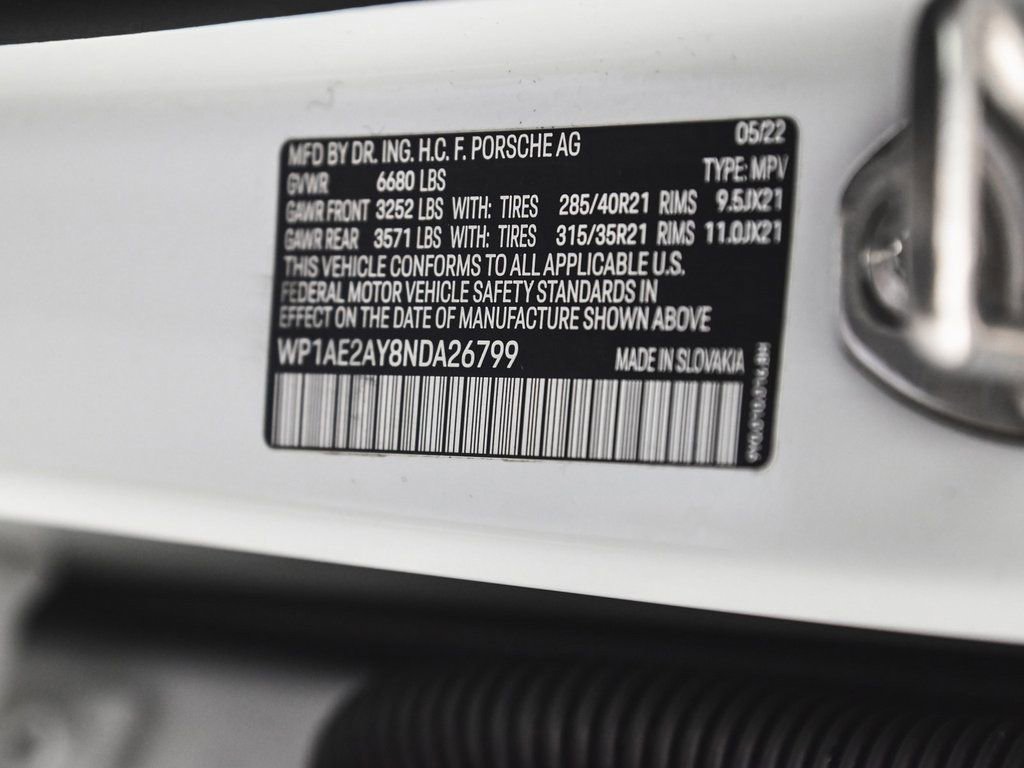 MFD BY DR. ING. H.C. F. PORSCHE AG 05/22
GVWR 6680 LBS TYPE: MPV
GAWR FRONT 3252 LBS WITH: TIRES 285/40R21 RIMS 9.5JX21
GAWR REAR 3571 LBS WITH: TIRES 315/35R21 RIMS 11.0JX21
THIS VEHICLE CONFORMS TO ALL APPLICABLE U.S.
FEDERAL MOTOR VEHICLE SAFETY STANDARDS IN
EFFECT ON THE DATE OF MANUFACTURE SHOWN ABOVE
WP1AE2AY8NDA26799 MADE IN SLOVAKIA